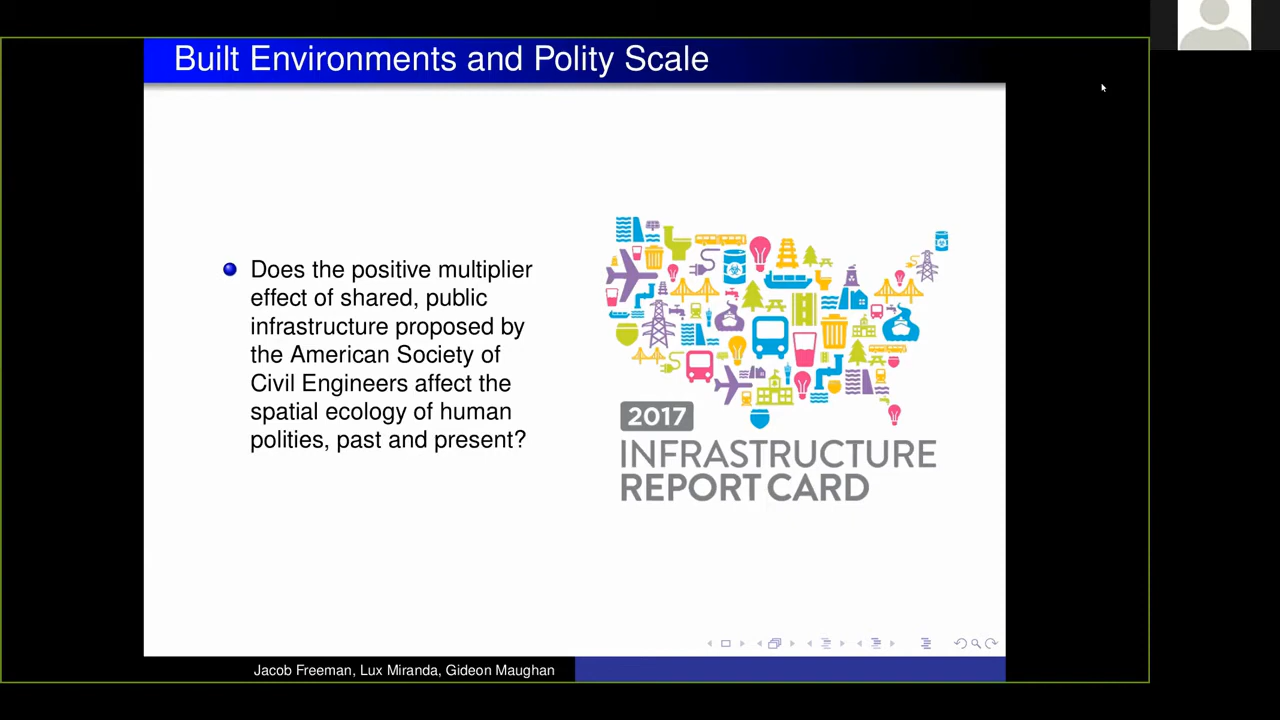 Built Environments and Polity Scale
Does the positive multiplier
effect of shared, public
infrastructure proposed by
the American Society of
Civil Engineers affect the
spatial ecology of human
polities, past and present?
2017
INFRASTRUCTURE
REPORT CARD
Jacob Freeman, Lux Miranda, Gideon Maughan